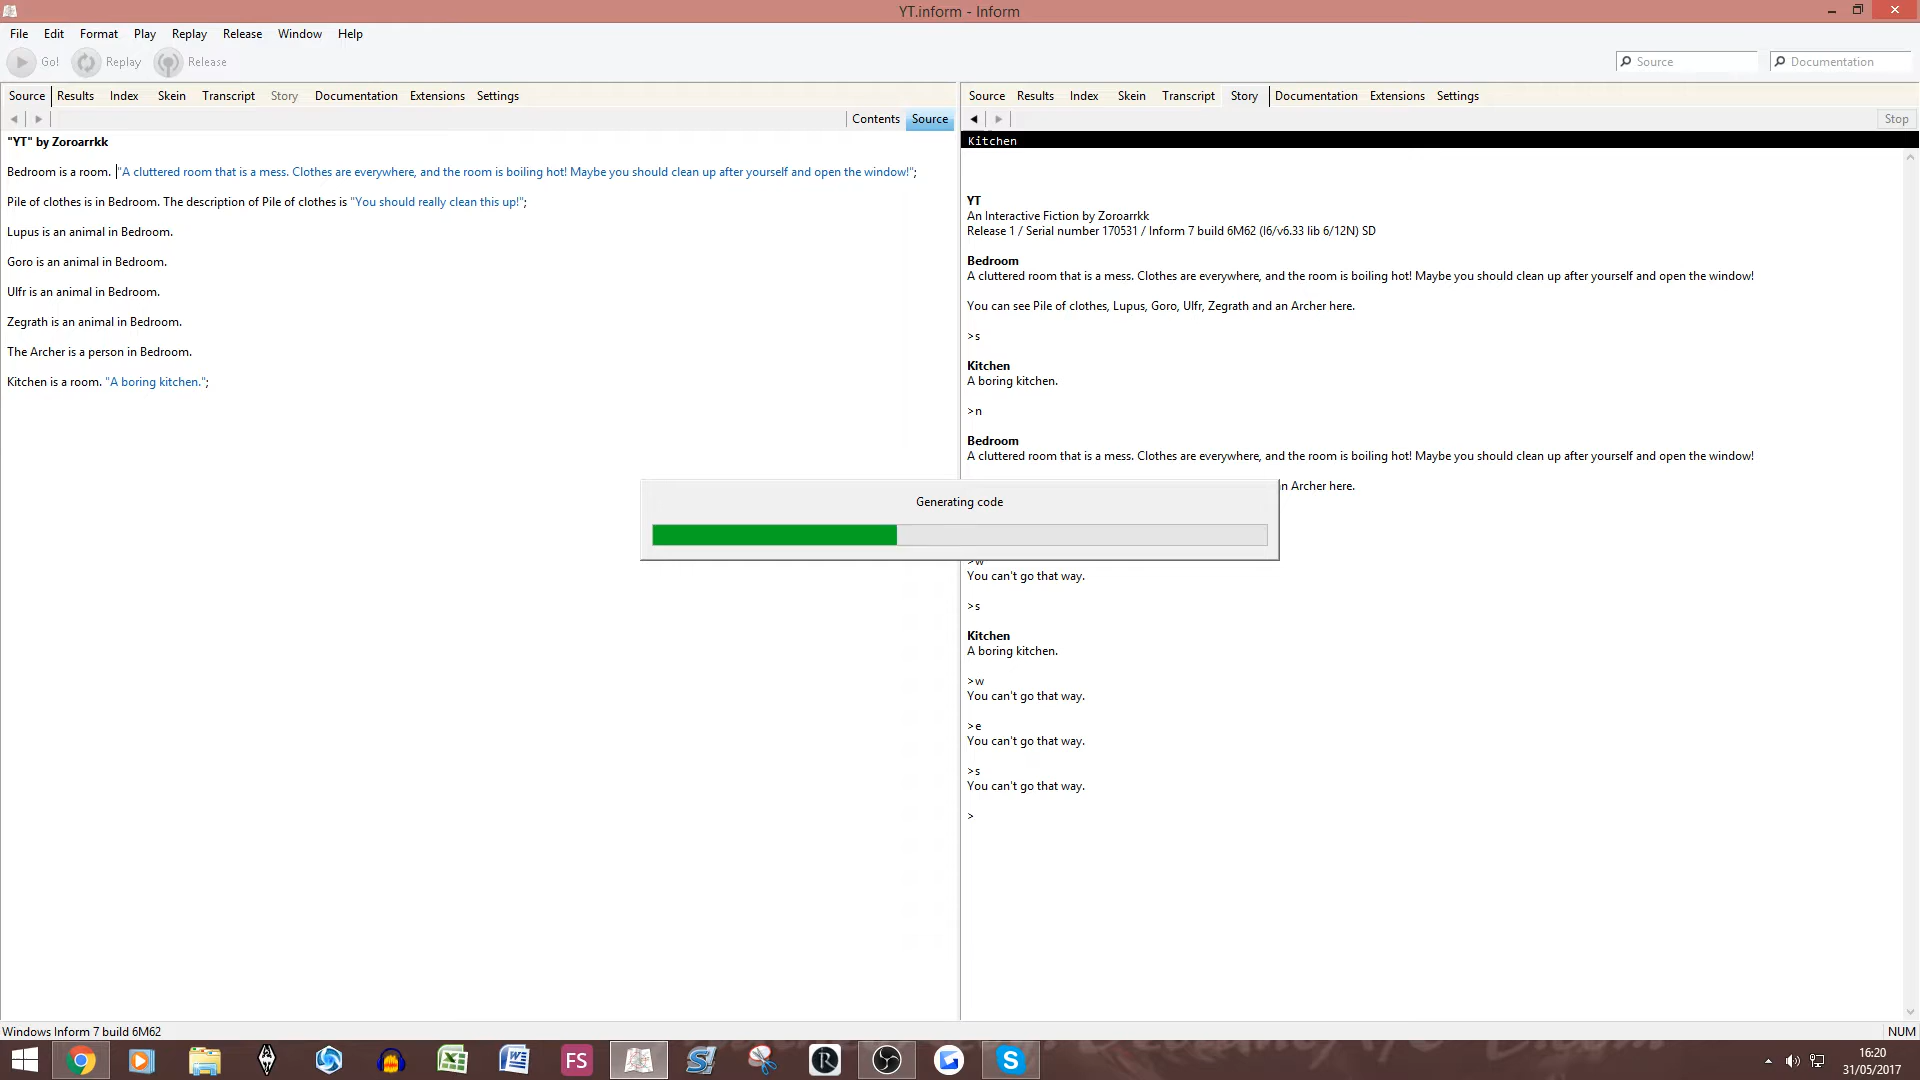 YT.inform - Inform
File Edit Format Play Replay Release Window Help
Go! Replay Release
Source Documentation
Source Results Index Skein Transcript Story Documentation Extensions Settings
Contents Source
"YT" by Zoroarrkk
Bedroom is a room. "A cluttered room that is a mess. Clothes are everywhere, and the room is boiling hot! Maybe you should clean up after yourself and open the window!";
Pile of clothes is in Bedroom. The description of Pile of clothes is "You should really clean this up!";
Lupus is an animal in Bedroom.
Goro is an animal in Bedroom.
Ulfr is an animal in Bedroom.
Zegrath is an animal in Bedroom.
The Archer is a person in Bedroom.
Kitchen is a room. "A boring kitchen.";
Source Results Index Skein Transcript Story Documentation Extensions Settings
Stop
Kitchen
YT
An Interactive Fiction by Zoroarrkk
Release 1 / Serial number 170531 / Inform 7 build 6M62 (I6/v6.33 lib 6/12N) SD
Bedroom
A cluttered room that is a mess. Clothes are everywhere, and the room is boiling hot! Maybe you should clean up after yourself and open the window!
You can see Pile of clothes, Lupus, Goro, Ulfr, Zegrath and an Archer here.
>s
Kitchen
A boring kitchen.
>n
Bedroom
A cluttered room that is a mess. Clothes are everywhere, and the room is boiling hot! Maybe you should clean up after yourself and open the window!
n Archer here.
Generating code
>w
You can't go that way.
>s
Kitchen
A boring kitchen.
>w
You can't go that way.
>e
You can't go that way.
>s
You can't go that way.
>
Windows Inform 7 build 6M62
NUM
FS
R
S
16:20
31/05/2017